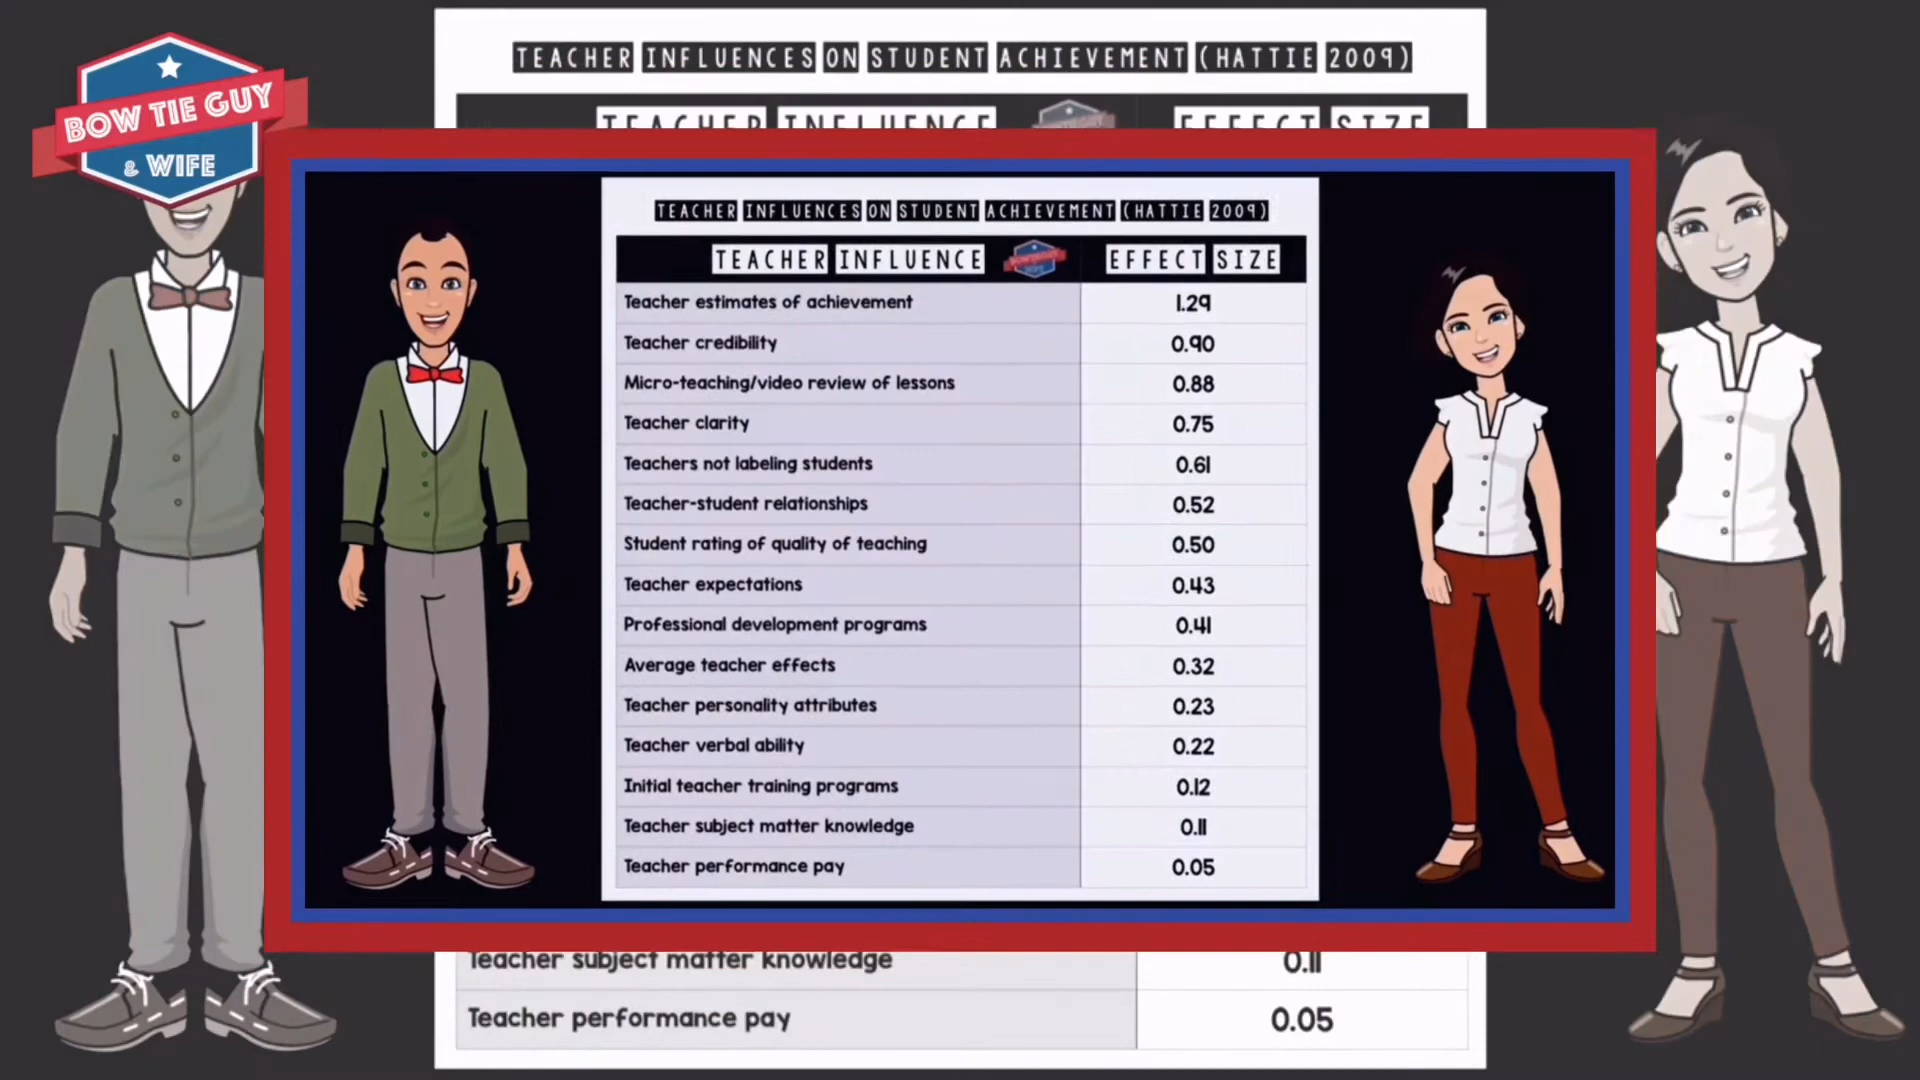 BOW TIE GUY
& WIFE
TEACHER INFLUENCES ON STUDENT ACHIEVEMENT (HATTIE 2009)
TEACHER INFLUENCE EFFECT SIZE
TEACHER INFLUENCES ON STUDENT ACHIEVEMENT (HATTIE 2009)
TEACHER INFLUENCE EFFECT SIZE
Teacher estimates of achievement 1.29
Teacher credibility 0.90
Micro-teaching/video review of lessons 0.88
Teacher clarity 0.75
Teachers not labeling students 0.61
Teacher-student relationships 0.52
Student rating of quality of teaching 0.50
Teacher expectations 0.43
Professional development programs 0.41
Average teacher effects 0.32
Teacher personality attributes 0.23
Teacher verbal ability 0.22
Initial teacher training programs 0.12
Teacher subject matter knowledge 0.11
Teacher performance pay 0.05
Teacher subject matter knowledge 0.11
Teacher performance pay 0.05